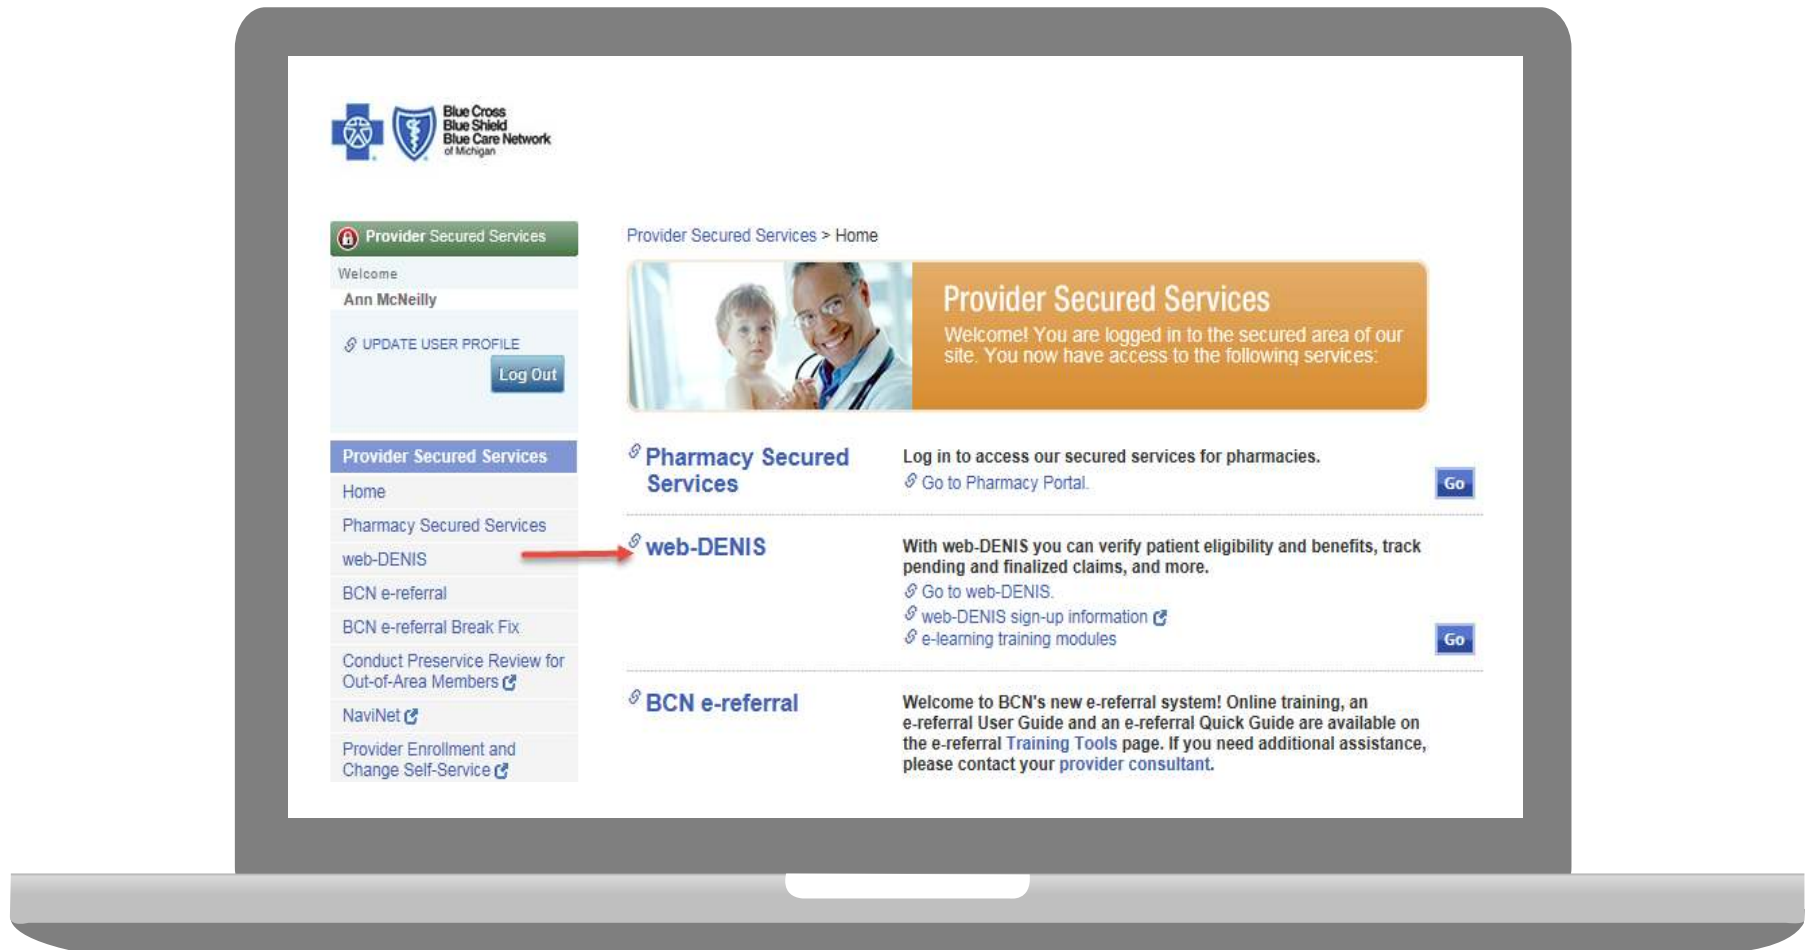 Blue Cross
Blue Shield
Blue Care Network
of Michigan
Provider Secured Services
Welcome
Ann McNeilly
UPDATE USER PROFILE
Log Out
Provider Secured Services
Home
Pharmacy Secured Services
web-DENIS
BCN e-referral
BCN e-referral Break Fix
Conduct Preservice Review for
Out-of-Area Members
NaviNet
Provider Enrollment and
Change Self-Service
Provider Secured Services > Home
Provider Secured Services
Welcome! You are logged in to the secured area of our
site. You now have access to the following services:
Pharmacy Secured
Services
Log in to access our secured services for pharmacies.
Go to Pharmacy Portal.
Go
web-DENIS
With web-DENIS you can verify patient eligibility and benefits, track
pending and finalized claims, and more.
Go to web-DENIS.
web-DENIS sign-up information
e-learning training modules
Go
BCN e-referral
Welcome to BCN's new e-referral system! Online training, an
e-referral User Guide and an e-referral Quick Guide are available on
the e-referral Training Tools page. If you need additional assistance,
please contact your provider consultant.